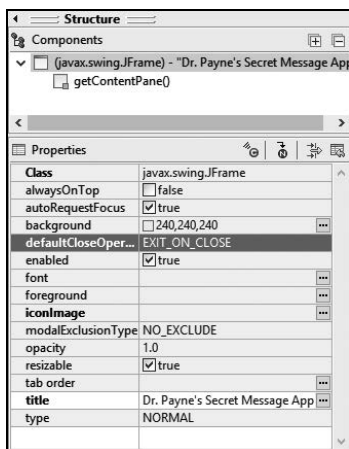 Structure
Components
(javax.swing.JFrame) - "Dr. Payne's Secret Message App
getContentPane()
Properties
Class javax.swing.JFrame
alwaysOnTop false
autoRequestFocus true
background 240,240,240 ...
defaultCloseOper... EXIT_ON_CLOSE
enabled true
font ...
foreground ...
iconImage ...
modalExclusionType NO_EXCLUDE
opacity 1.0
resizable true
tab order ...
title Dr. Payne's Secret Message App ...
type NORMAL